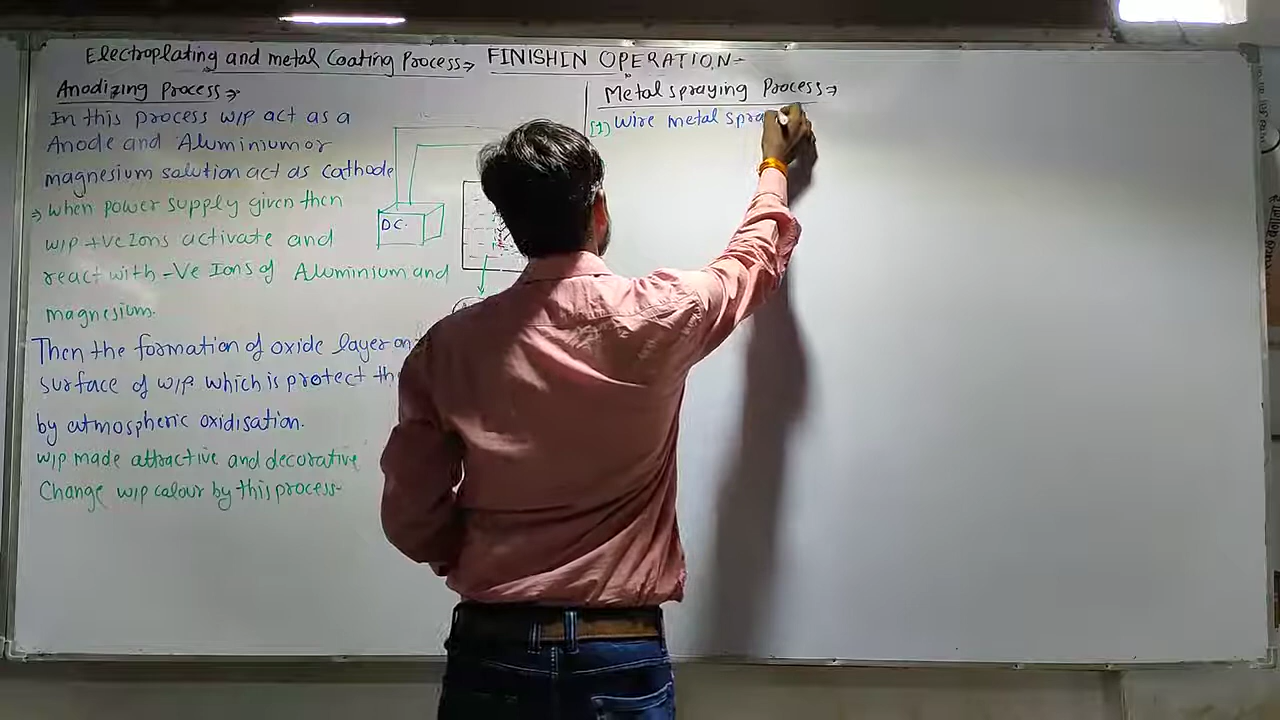 Electroplating and metal Coating Process⇒ FINISHIN OPERATION-
Anodizing Process⇒
In this process W/P act as a
Anode and Aluminium or
magnesium solution act as cathode
⇒ when power supply given then
W/P +ve Ions activate and
react with -Ve Ions of Aluminium and
magnesium.
Then the formation of oxide layer on
surface of W/P which is protect
by atmospheric oxidisation.
W/P made attractive and decorative
Change W/P colour by this process-
D.C.
Metal spraying Process⇒
[1] Wire metal spra